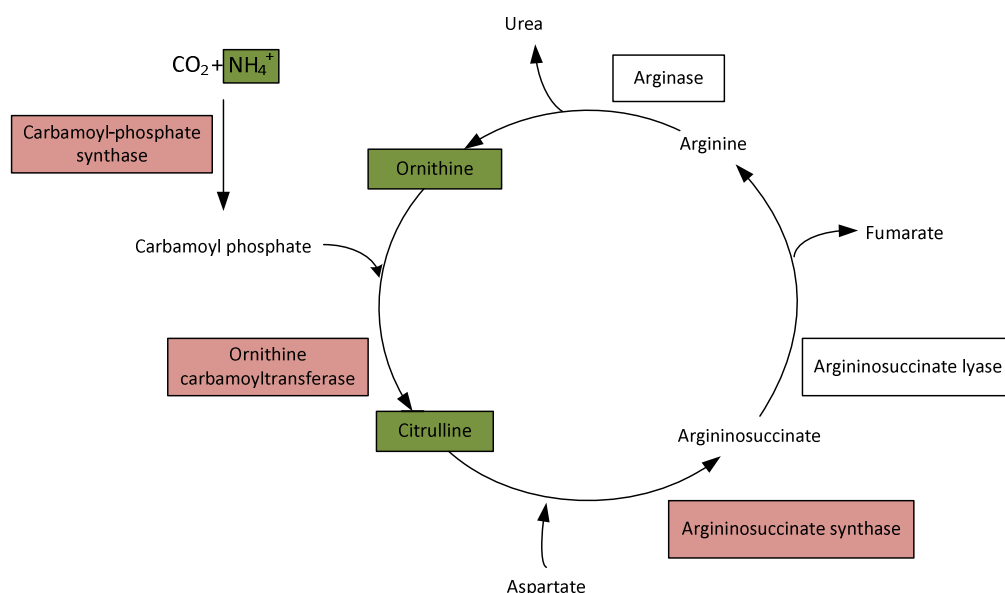 Urea
CO₂ + NH₄⁺
Arginase
Carbamoyl-phosphate
synthase
Arginine
Ornithine
Fumarate
Carbamoyl phosphate
Ornithine
carbamoyltransferase
Argininosuccinate lyase
Citrulline
Argininosuccinate
Argininosuccinate synthase
Aspartate